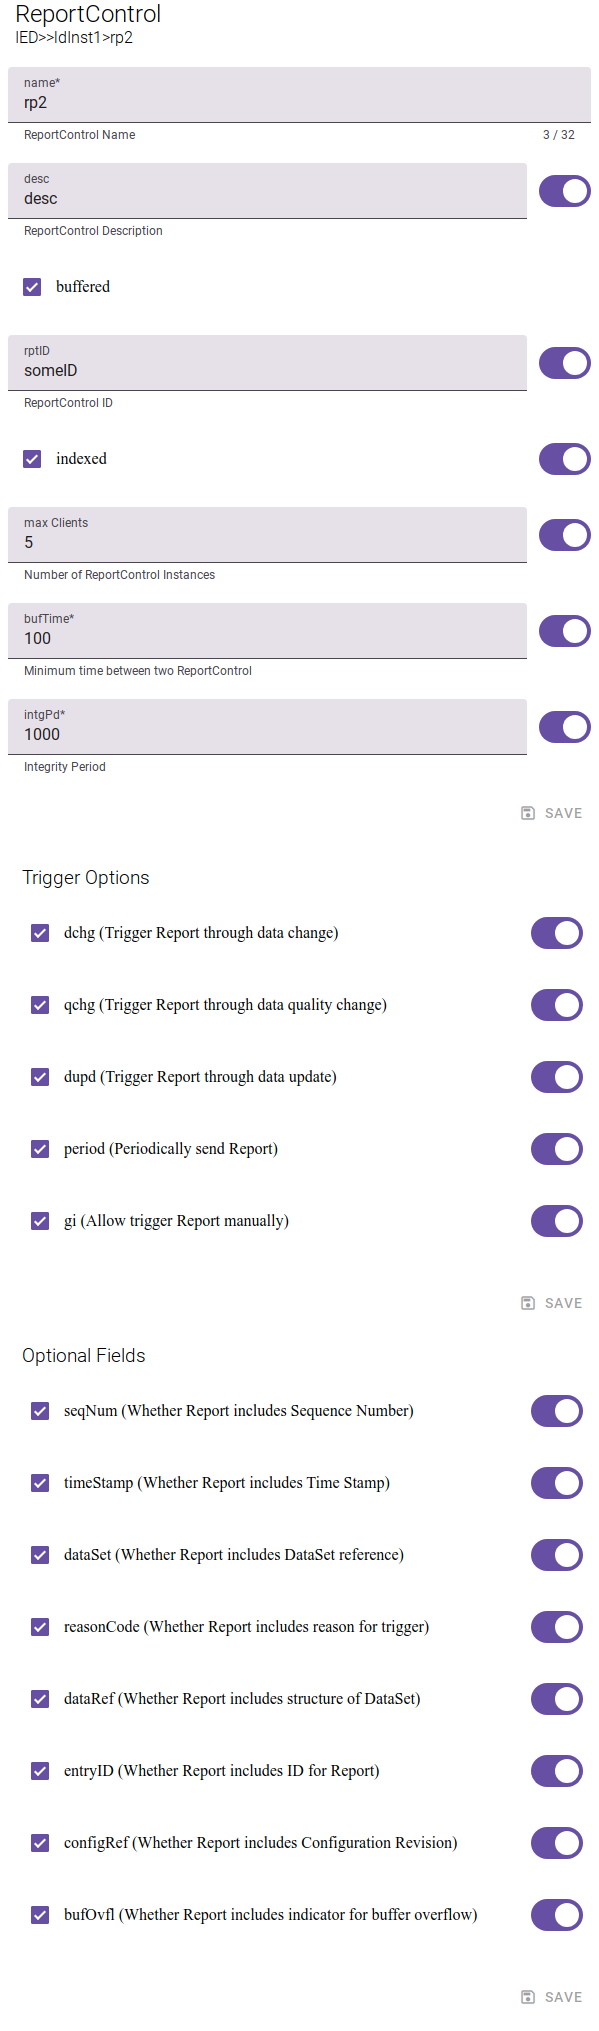 ReportControl
IED>>ldInst1>rp2
name*
rp2
ReportControl Name
3 / 32
desc
desc
ReportControl Description
buffered
rptID
someID
ReportControl ID
indexed
max Clients
5
Number of ReportControl Instances
bufTime*
100
Minimum time between two ReportControl
intgPd*
1000
Integrity Period
SAVE
Trigger Options
dchg (Trigger Report through data change)
qchg (Trigger Report through data quality change)
dupd (Trigger Report through data update)
period (Periodically send Report)
gi (Allow trigger Report manually)
SAVE
Optional Fields
seqNum (Whether Report includes Sequence Number)
timeStamp (Whether Report includes Time Stamp)
dataSet (Whether Report includes DataSet reference)
reasonCode (Whether Report includes reason for trigger)
dataRef (Whether Report includes structure of DataSet)
entryID (Whether Report includes ID for Report)
configRef (Whether Report includes Configuration Revision)
bufOvfl (Whether Report includes indicator for buffer overflow)
SAVE